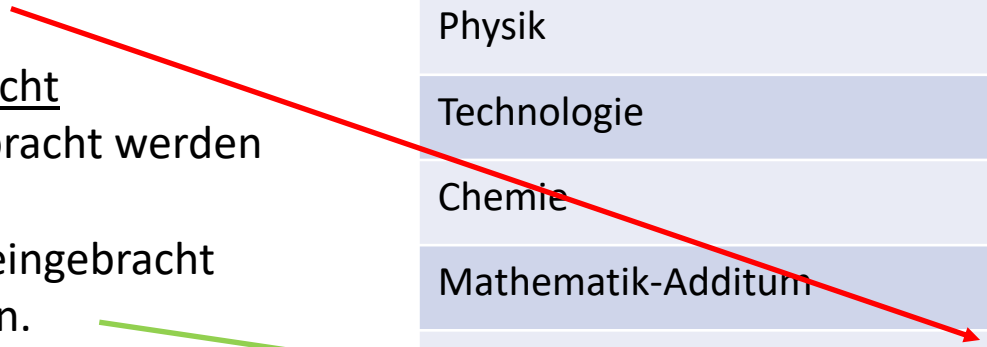 cht
bracht werden
eingebracht
n.
Physik
Technologie
Chemie
Mathematik-Additum